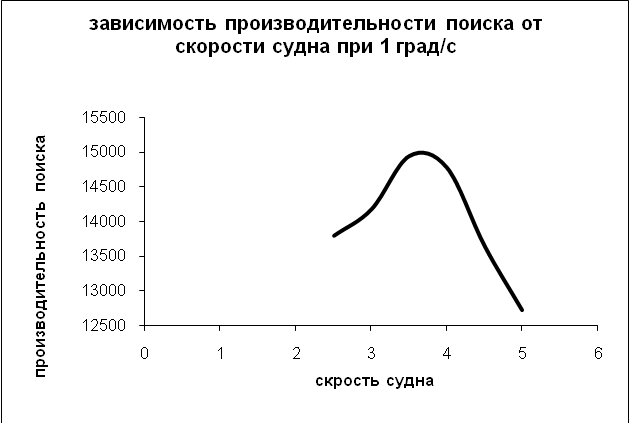 зависимость производительности поиска от
скорости судна при 1 град/с
производительность поиска
15500
15000
14500
14000
13500
13000
12500
0 1 2 3 4 5 6
скрость судна